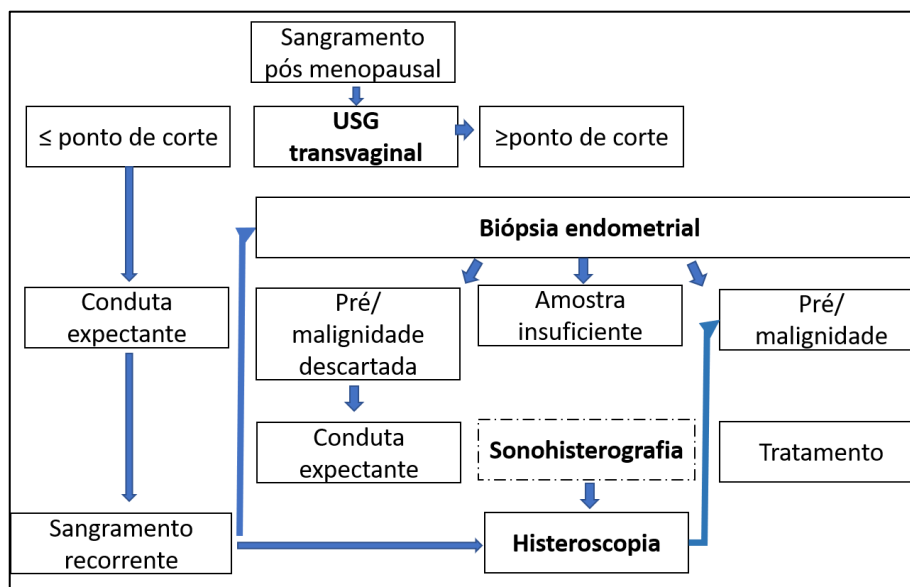 Sangramento
pós menopausal
≤ ponto de corte
USG
transvaginal
≥ponto de corte
Biópsia endometrial
Conduta
expectante
Pré/
malignidade
descartada
Amostra
insuficiente
Pré/
malignidade
Conduta
expectante
Sonohisterografia
Tratamento
Sangramento
recorrente
Histeroscopia